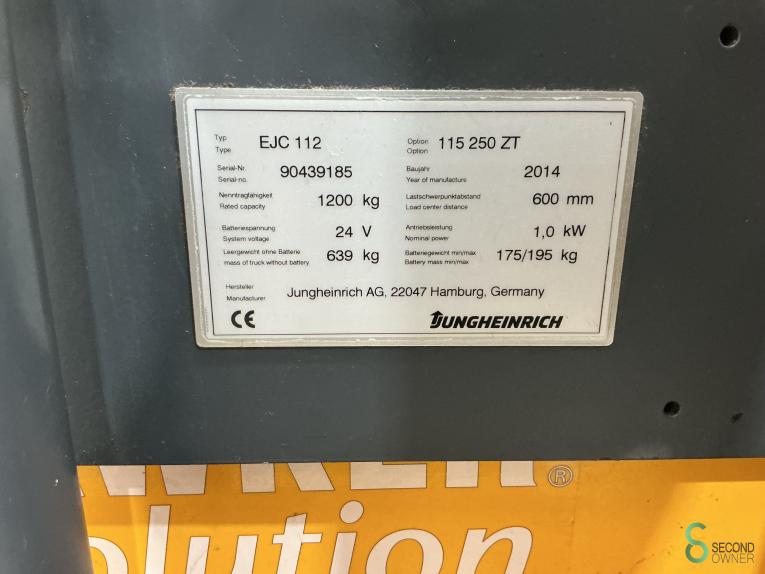 Typ EJC 112 Option 115 250 ZT
Type Option
Serial-Nr. 90439185 Baujahr 2014
Serial-no. Year of manufacture
Nenntragfähigkeit 1200 kg Lastschwerpunktabstand 600 mm
Rated capacity Load center distance
Batteriespannung 24 V Antriebsleistung 1,0 kW
System voltage Nominal power
Leergewicht ohne Batterie 639 kg Batteriegewicht min/max 175/195 kg
mass of truck without battery Battery mass min/max
Hersteller Jungheinrich AG, 22047 Hamburg, Germany
Manufacturer
CE JUNGHEINRICH
®
olution
SECOND
OWNER